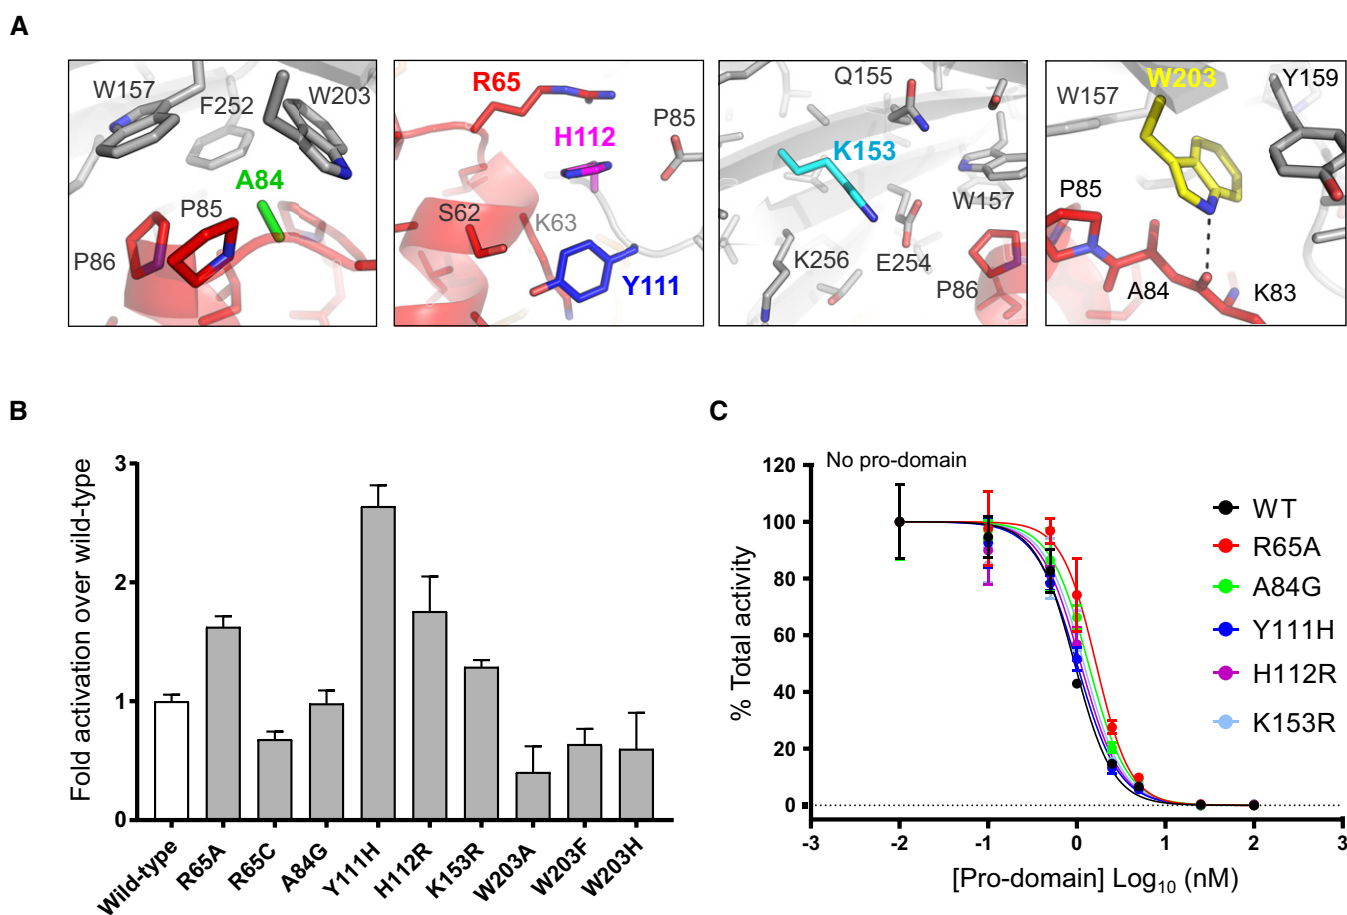 A
W157
F252
W203
A84
P85
P86
R65
H112
P85
S62
K63
Y111
Q155
K153
W157
K256
E254
P86
W157
W203
Y159
P85
A84
K83
B
Fold activation over wild-type
3
2
1
0
Wild-type
R65A
R65C
A84G
Y111H
H112R
K153R
W203A
W203F
W203H
C
% Total activity
120
100
80
60
40
20
0
No pro-domain
WT
R65A
A84G
Y111H
H112R
K153R
-3 -2 -1 0 1 2 3
[Pro-domain] Log10 (nM)